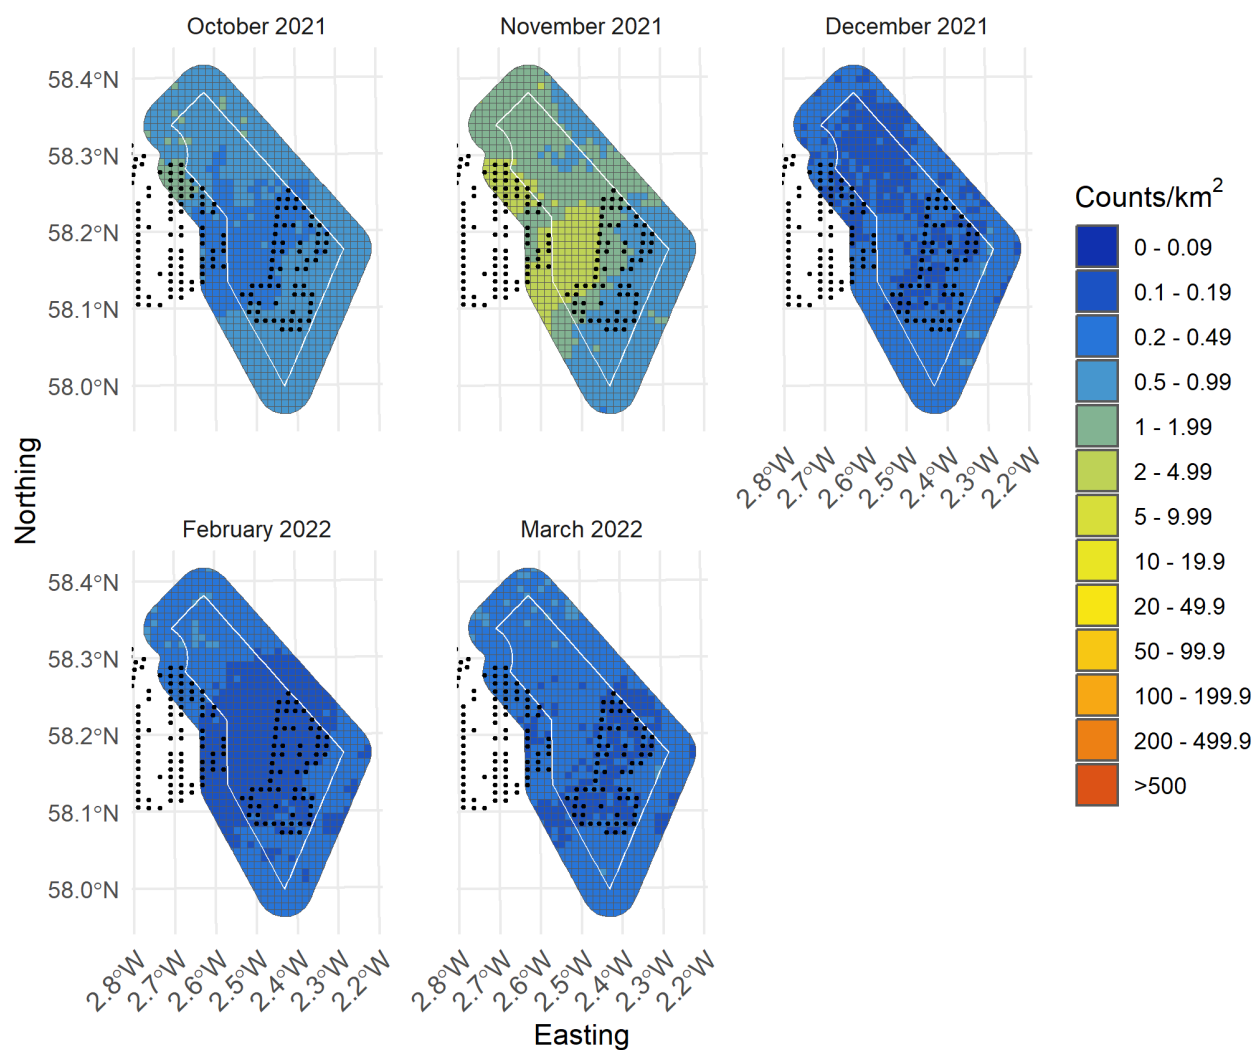 October 2021
November 2021
December 2021
58.4°N
58.3°N
58.2°N
58.1°N
58.0°N
2.8°W
2.7°W
2.6°W
2.5°W
2.4°W
2.3°W
2.2°W
Northing
February 2022
March 2022
58.4°N
58.3°N
58.2°N
58.1°N
58.0°N
2.8°W
2.7°W
2.6°W
2.5°W
2.4°W
2.3°W
2.2°W
2.8°W
2.7°W
2.6°W
2.5°W
2.4°W
2.3°W
2.2°W
Easting
Counts/km²
0 - 0.09
0.1 - 0.19
0.2 - 0.49
0.5 - 0.99
1 - 1.99
2 - 4.99
5 - 9.99
10 - 19.9
20 - 49.9
50 - 99.9
100 - 199.9
200 - 499.9
>500